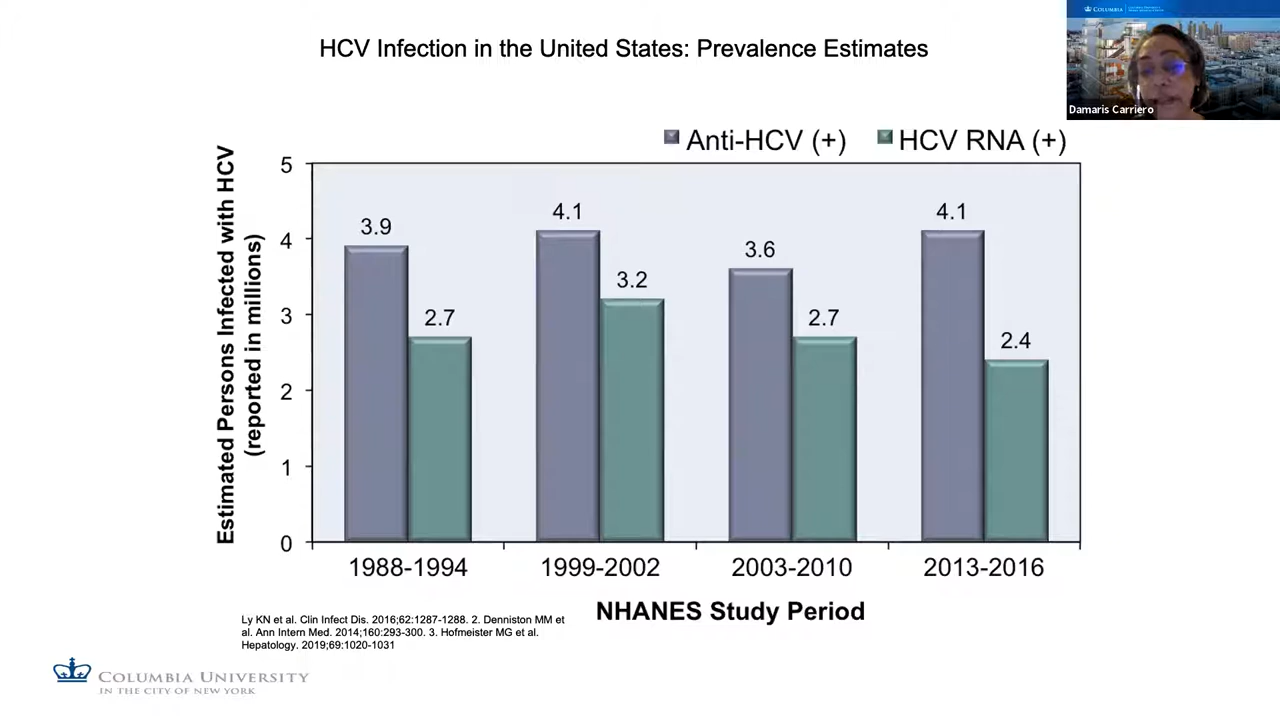 HCV Infection in the United States: Prevalence Estimates
COLUMBIA
Damaris Carriero
Anti-HCV (+) HCV RNA (+)
Estimated Persons Infected with HCV
(reported in millions)
5
4
3
2
1
0
3.9
2.7
4.1
3.2
3.6
2.7
4.1
2.4
1988-1994 1999-2002 2003-2010 2013-2016
NHANES Study Period
Ly KN et al. Clin Infect Dis. 2016;62:1287-1288. 2. Denniston MM et
al. Ann Intern Med. 2014;160:293-300. 3. Hofmeister MG et al.
Hepatology. 2019;69:1020-1031
COLUMBIA UNIVERSITY
IN THE CITY OF NEW YORK